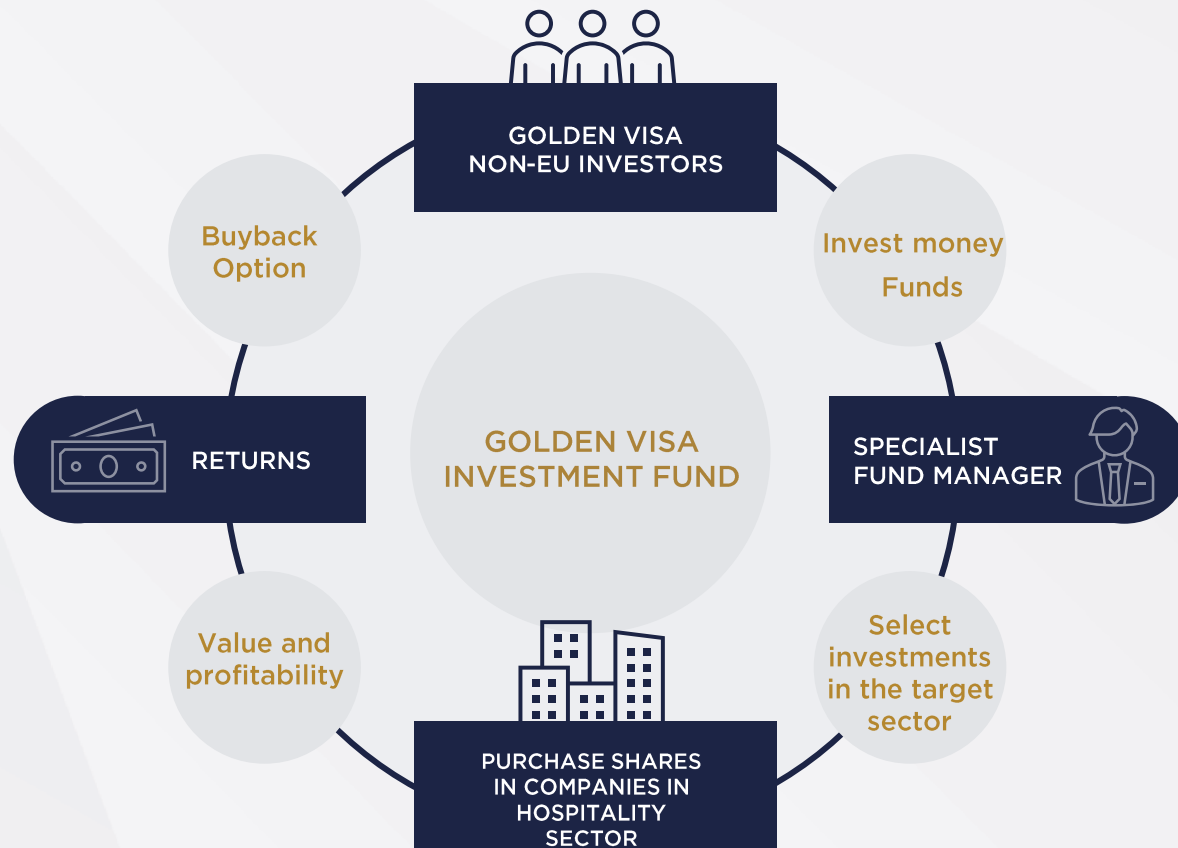 GOLDEN VISA
NON-EU INVESTORS
Buyback
Option
Invest money
Funds
RETURNS
GOLDEN VISA
INVESTMENT FUND
SPECIALIST
FUND MANAGER
Value and
profitability
Select
investments
in the target
sector
PURCHASE SHARES
IN COMPANIES IN
HOSPITALITY
SECTOR